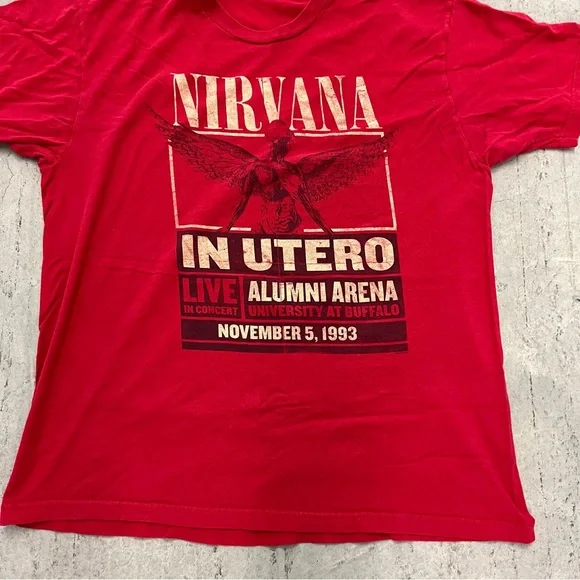 NIRVANA
IN UTERO
LIVE
IN CONCERT
ALUMNI ARENA
UNIVERSITY AT BUFFALO
NOVEMBER 5, 1993